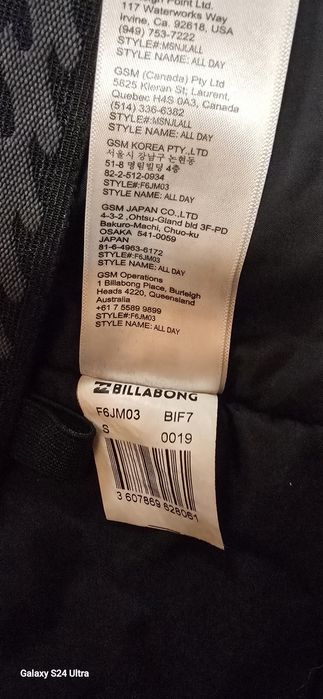 Point Ltd.
117 Waterworks Way
Irvine, Ca. 92618, USA
(949) 753-7222
STYLE#:MSNJLALL
STYLE NAME: ALL DAY
GSM (Canada) Pty Ltd
5625 Kieran St; Laurent,
Quebec H4S 0A3, Canada
(514) 336-6382
STYLE#:MSNJLALL
STYLE NAME: ALL DAY
GSM KOREA PTY.,LTD
서울시 강남구 논현동
51-8 명림빌딩 4층
82-2-512-0934
STYLE#:F6JM03
STYLE NAME: ALL DAY
GSM JAPAN CO.,LTD
4-3-2 ,Ohtsu-Gland bld 3F-PD
Bakuro-Machi, Chuo-ku
OSAKA 541-0059
JAPAN
81-6-4963-6172
STYLE#:F6JM03
STYLE NAME: ALL DAY
GSM Operations
1 Billabong Place, Burleigh
Heads 4220, Queensland
Australia
+61 7 5589 9899
STYLE#:F6JM03
STYLE NAME: ALL DAY
BILLABONG
F6JM03 BIF7
S 0019
3 607869 628061
Galaxy S24 Ultra